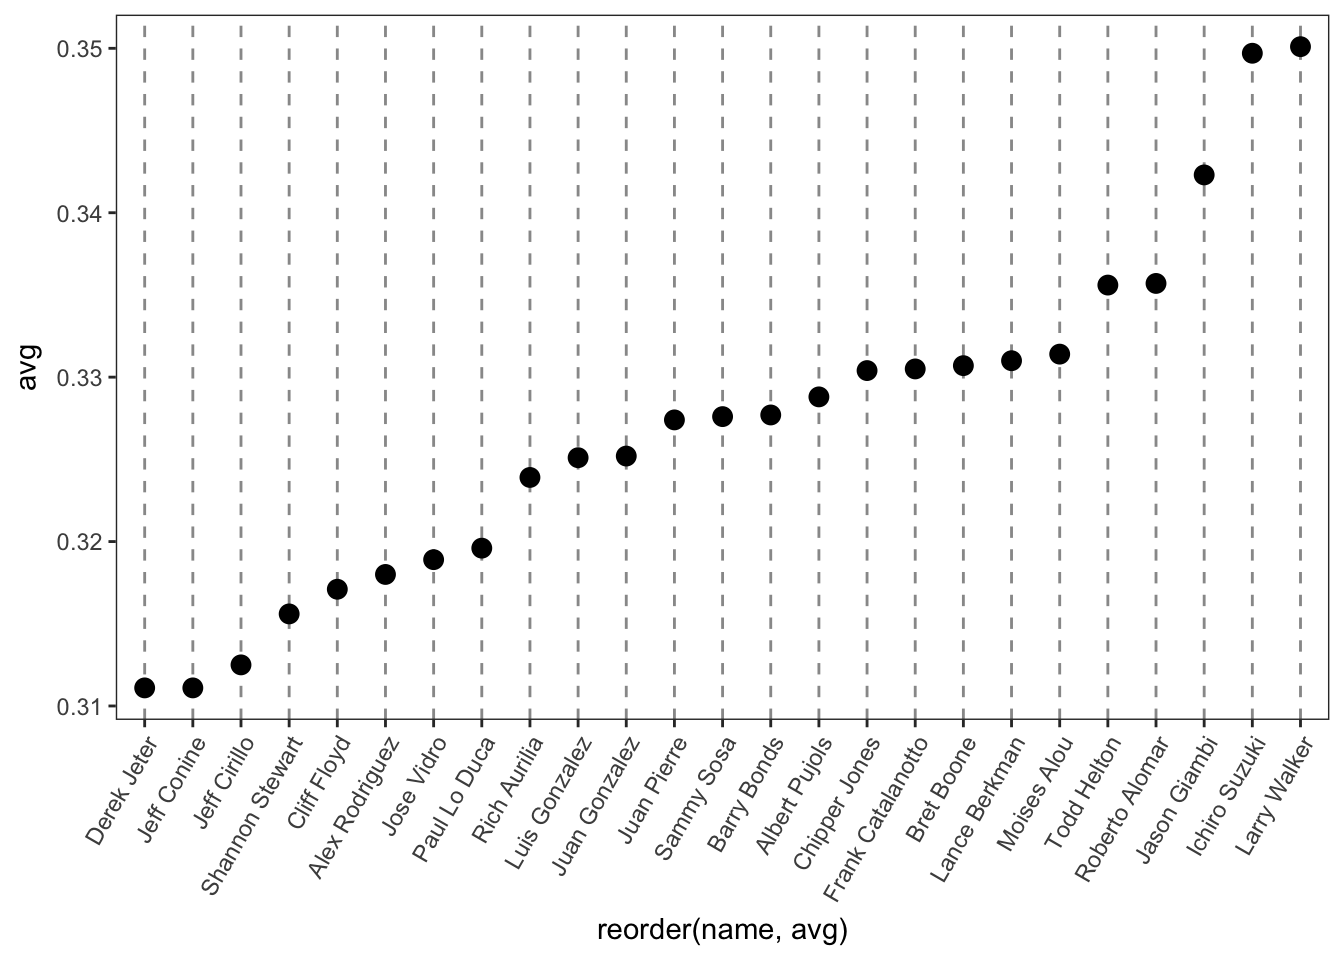 0.35
0.34
0.33
0.32
0.31
avg
Derek Jeter
Jeff Conine
Jeff Cirillo
Shannon Stewart
Cliff Floyd
Alex Rodriguez
Jose Vidro
Paul Lo Duca
Rich Aurilia
Luis Gonzalez
Juan Gonzalez
Juan Pierre
Sammy Sosa
Barry Bonds
Albert Pujols
Chipper Jones
Frank Catalanotto
Bret Boone
Lance Berkman
Moises Alou
Todd Helton
Roberto Alomar
Jason Giambi
Ichiro Suzuki
Larry Walker
reorder(name, avg)